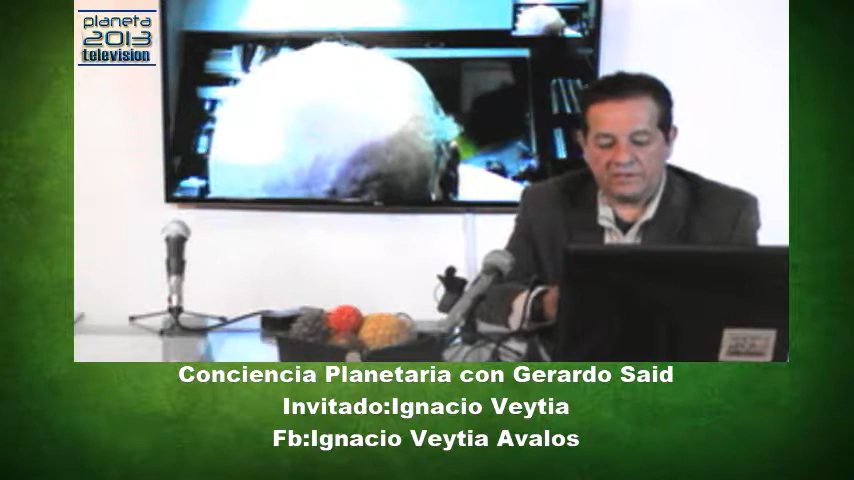 planeta
2013
television
Conciencia Planetaria con Gerardo Said
Invitado:Ignacio Veytia
Fb:Ignacio Veytia Avalos